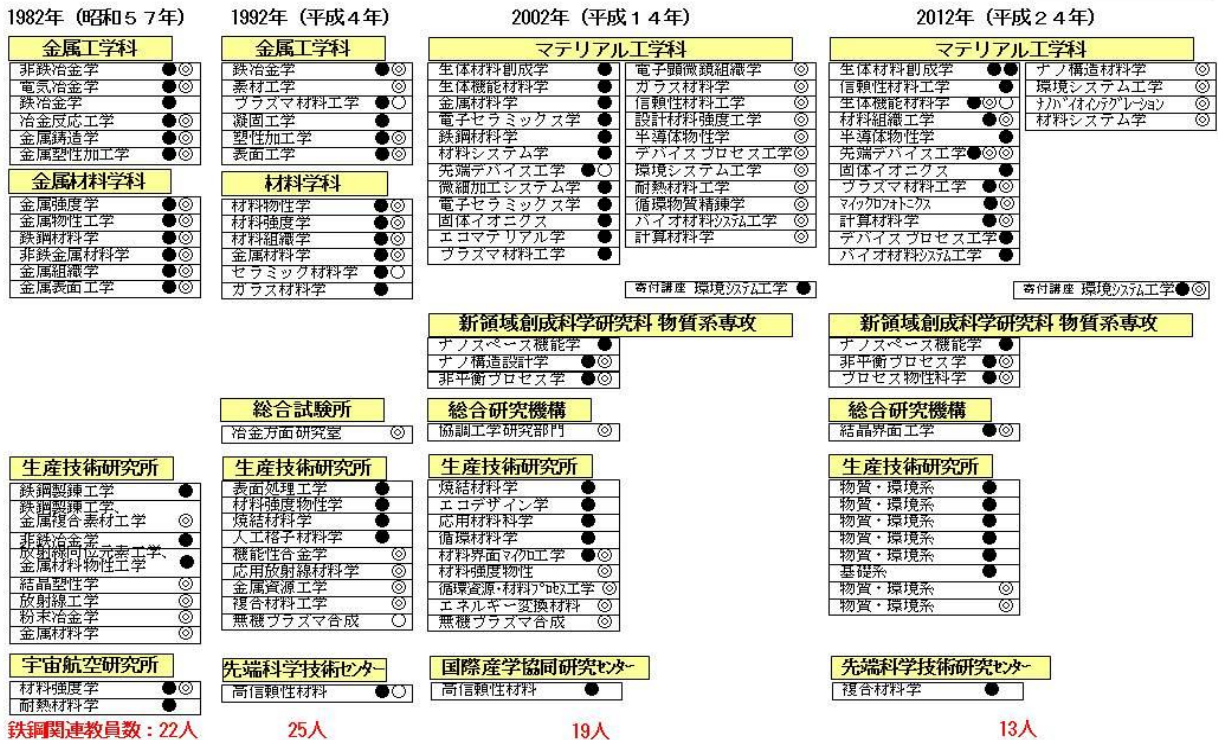 1982年（昭和５７年）
金属工学科
非鉄冶金学 ●◎
電気冶金学 ●◎
鉄冶金学 ●
冶金反応工学 ●◎
金属鋳造学 ●◎
金属塑性加工学 ●◎
金属材料学科
金属強度学 ●◎
金属物性工学 ●◎
鉄鋼材料学 ●◎
非鉄金属材料学 ●◎
金属組織学 ●◎
金属表面工学 ●◎
生産技術研究所
鉄鋼製錬工学 ●
鉄鋼製錬工学、
金属複合素材工学 ◎
非鉄冶金学 ●
放射線同位元素工学、
金属材料物性工学 ●
結晶塑性学 ◎
放射線工学 ◎
粉末冶金学 ◎
金属材料学 ◎
宇宙航空研究所
材料強度学 ●◎
耐熱材料学 ●
鉄鋼関連教員数：22人
1992年（平成４年）
金属工学科
鉄冶金学 ●◎
素材工学 ◎
プラズマ材料工学 ●○
凝固工学 ●
塑性加工学 ●◎
表面工学 ●◎
材料学科
材料物性学 ●◎
材料強度学 ●◎
材料組織学 ●◎
金属材料学 ●◎
セラミック材料学 ●○
ガラス材料学 ●
総合試験所
冶金方面研究室 ◎
生産技術研究所
表面処理工学 ●
材料強度物性学 ●
焼結材料学 ●
人工格子材料学 ●
機能性合金学 ◎
応用放射線材料学 ◎
金属資源工学 ◎
複合材料工学 ◎
無機プラズマ合成 ○
先端科学技術センター
高信頼性材料 ●○
25人
2002年（平成１４年）
マテリアル工学科
生体材料創成学 ●
生体機能材料学 ●
金属材料学 ●
電子セラミックス学 ●
鉄鋼材料学 ●
材料システム学 ●
先端デバイス工学 ●○
微細加工システム学 ●
電子セラミックス学 ●
固体イオニクス ●
エコマテリアル学 ●
プラズマ材料工学 ●
電子顕微鏡組織学 ◎
ガラス材料学 ◎
信頼性材料工学 ◎
設計材料強度工学 ◎
半導体物性学 ◎
デバイスプロセス工学 ◎
環境システム工学 ◎
耐熱材料工学 ◎
循環物質精錬学 ◎
バイオ材料システム工学 ◎
計算材料学 ◎
寄付講座 環境システム工学 ●
新領域創成科学研究科 物質系専攻
ナノスペース機能学 ●
ナノ構造設計学 ●◎
非平衡プロセス学 ●◎
総合研究機構
協調工学研究部門 ◎
生産技術研究所
焼結材料学 ●
エコデザイン学 ●
応用材料科学 ●
循環材料学 ●
材料界面マイクロ工学 ●◎
材料強度物性 ◎
循環資源・材料プロセス工学 ◎
エネルギー変換材料 ◎
無機プラズマ合成 ◎
国際産学協同研究センター
高信頼性材料 ●
19人
2012年（平成２４年）
マテリアル工学科
生体材料創成学 ●●
信頼性材料工学 ●
生体機能材料学 ●◎○
材料組織工学 ●◎
半導体物性学 ●
先端デバイス工学 ●◎◎
固体イオニクス ●
プラズマ材料工学 ●◎
マイクロフォトニクス ●◎
計算材料学 ●◎
デバイスプロセス工学 ●
バイオ材料システム工学 ●
ナノ構造材料学 ◎
環境システム工学 ◎
ナノバイオインテグレーション ◎
材料システム学 ◎
寄付講座 環境システム工学 ●◎
新領域創成科学研究科 物質系専攻
ナノスペース機能学 ●
非平衡プロセス学 ●◎
プロセス物性科学 ●◎
総合研究機構
結晶界面工学 ●◎
生産技術研究所
物質・環境系 ●
物質・環境系 ●
物質・環境系 ●
物質・環境系 ●
物質・環境系 ●
基礎系 ●
物質・環境系 ◎
物質・環境系 ◎
先端科学技術研究センター
複合材料学 ●
13人